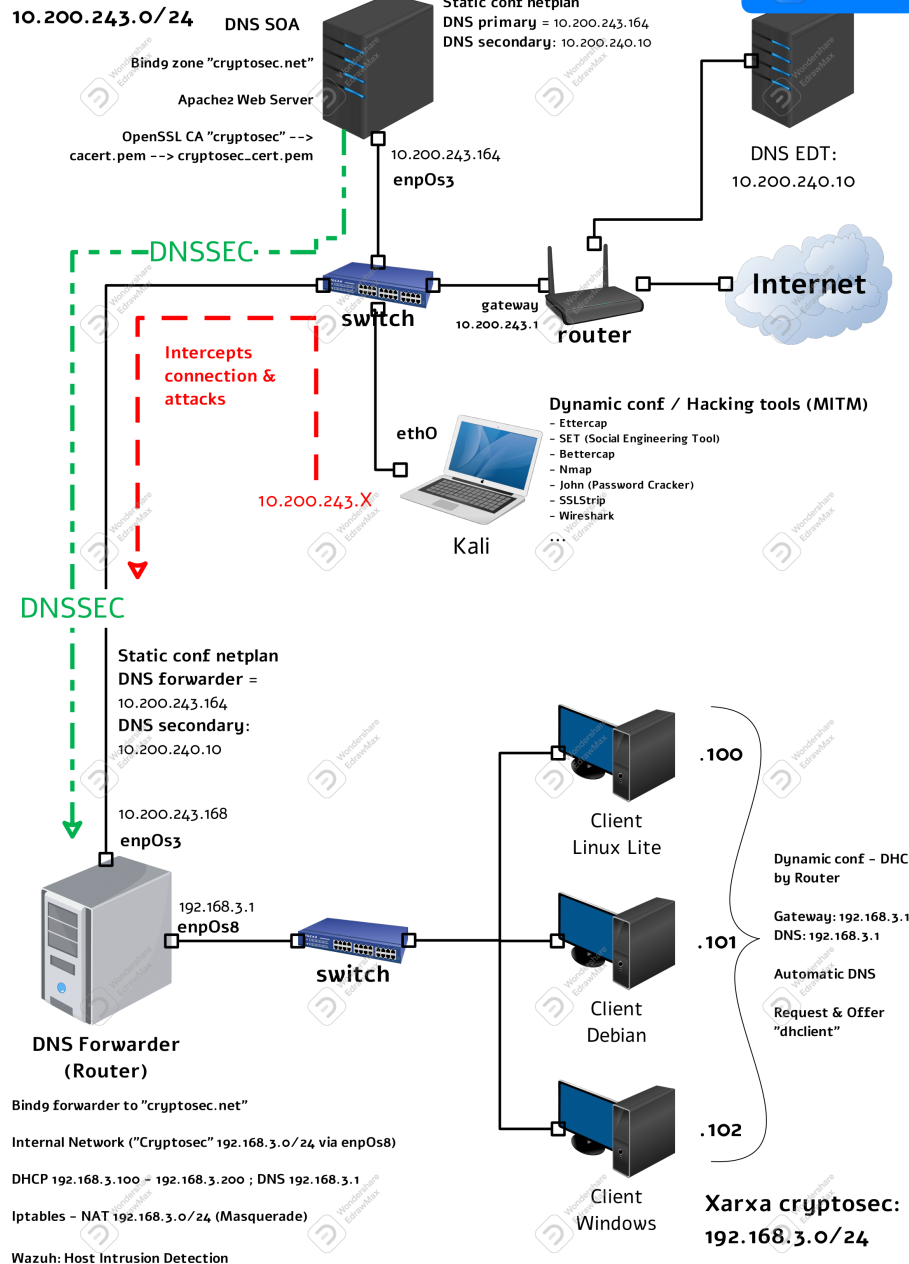 10.200.243.0/24
DNS SOA
Static conf netplan
DNS primary = 10.200.243.164
DNS secondary: 10.200.240.10
Bind9 zone "cryptosec.net"
Apache2 Web Server
OpenSSL CA "cryptosec" -->
cacert.pem --> cryptosec_cert.pem
10.200.243.164
enp0s3
DNS EDT:
10.200.240.10
DNSSEC
switch
gateway
10.200.243.1
router
Internet
Intercepts
connection &
attacks
10.200.243.X
eth0
Kali
Dynamic conf / Hacking tools (MITM)
- Ettercap
- SET (Social Engineering Tool)
- Bettercap
- Nmap
- John (Password Cracker)
- SSLStrip
- Wireshark
...
DNSSEC
Static conf netplan
DNS forwarder =
10.200.243.164
DNS secondary:
10.200.240.10
10.200.243.168
enp0s3
192.168.3.1
enp0s8
switch
DNS Forwarder
(Router)
Client
Linux Lite
.100
Client
Debian
.101
Client
Windows
.102
Dynamic conf - DHC
by Router
Gateway: 192.168.3.1
DNS: 192.168.3.1
Automatic DNS
Request & Offer
"dhclient"
Bind9 forwarder to "cryptosec.net"
Internal Network ("Cryptosec" 192.168.3.0/24 via enp0s8)
DHCP 192.168.3.100 - 192.168.3.200 ; DNS 192.168.3.1
Iptables - NAT 192.168.3.0/24 (Masquerade)
Wazuh: Host Intrusion Detection
Xarxa cryptosec:
192.168.3.0/24
Wondershare
EdrawMax